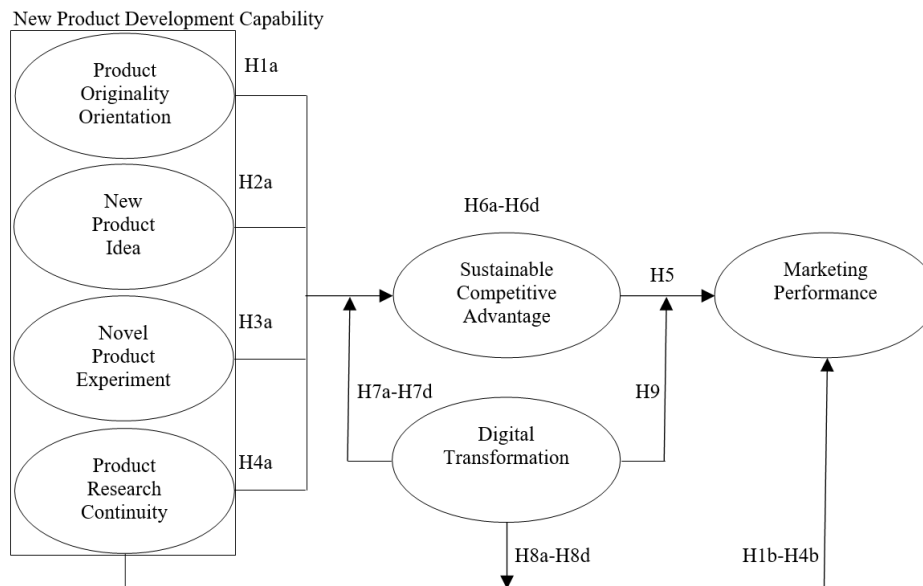 New Product Development Capability
Product
Originality
Orientation
H1a
New
Product
Idea
H2a
Novel
Product
Experiment
H3a
Product
Research
Continuity
H4a
H6a-H6d
Sustainable
Competitive
Advantage
H5
Marketing
Performance
H7a-H7d
H9
Digital
Transformation
H8a-H8d
H1b-H4b